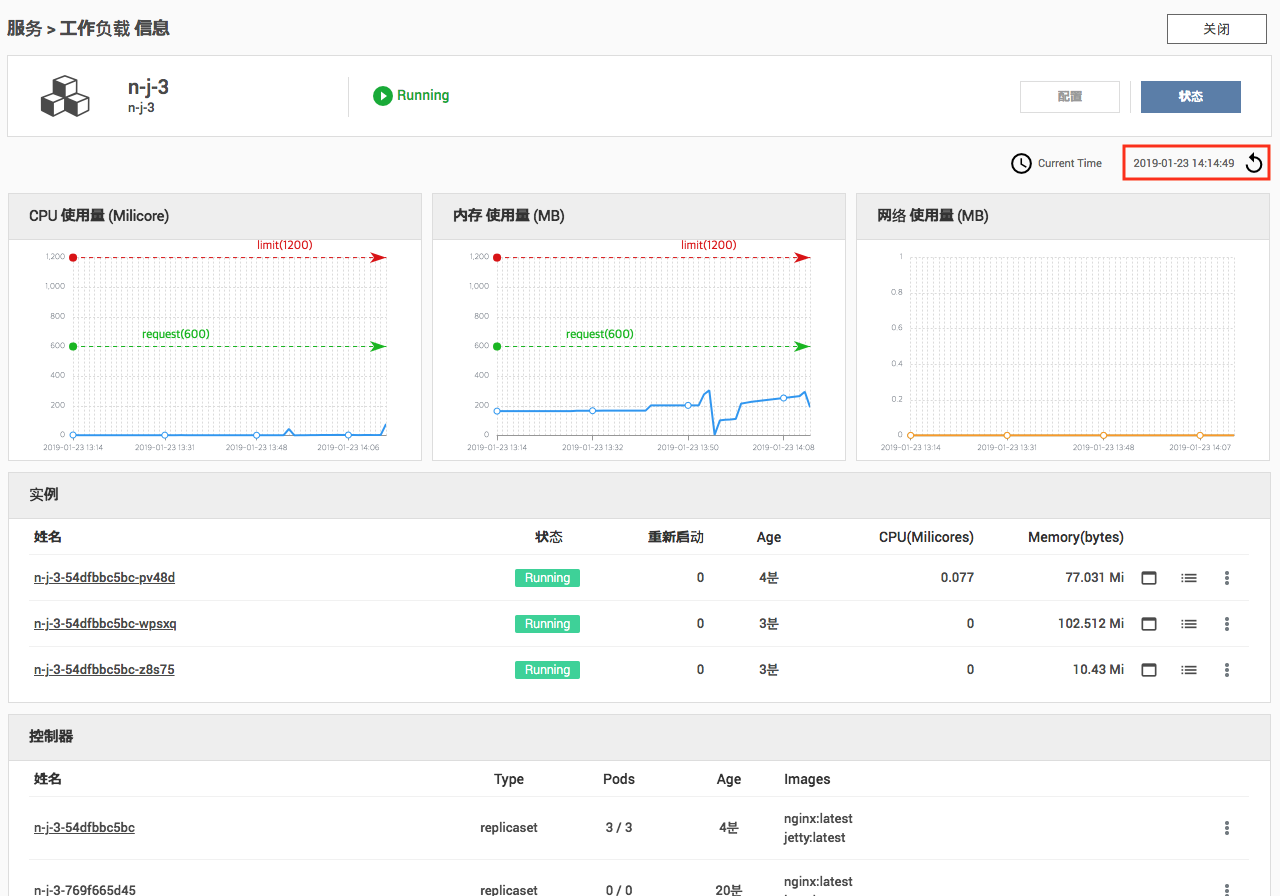 服务 > 工作负载 信息
关闭
n-j-3
n-j-3
Running
配置
状态
Current Time
2019-01-23 14:14:49
CPU 使用量 (Milicore)
limit(1200)
1,200
1,000
800
request(600)
600
400
200
0
2019-01-23 13:14
2019-01-23 13:31
2019-01-23 13:48
2019-01-23 14:06
内存 使用量 (MB)
limit(1200)
1,200
1,000
800
request(600)
600
400
200
0
2019-01-23 13:14
2019-01-23 13:32
2019-01-23 13:50
2019-01-23 14:08
网络 使用量 (MB)
1
0.8
0.6
0.4
0.2
0
2019-01-23 13:14
2019-01-23 13:31
2019-01-23 13:48
2019-01-23 14:07
实例
姓名 状态 重新启动 Age CPU(Milicores) Memory(bytes)
n-j-3-54dfbbc5bc-pv48d Running 0 4분 0.077 77.031 Mi
n-j-3-54dfbbc5bc-wpsxq Running 0 3분 0 102.512 Mi
n-j-3-54dfbbc5bc-z8s75 Running 0 3분 0 10.43 Mi
控制器
姓名 Type Pods Age Images
n-j-3-54dfbbc5bc replicaset 3 / 3 4분 nginx:latest
jetty:latest
n-j-3-769f665d45 replicaset 0 / 0 20분 nginx:latest